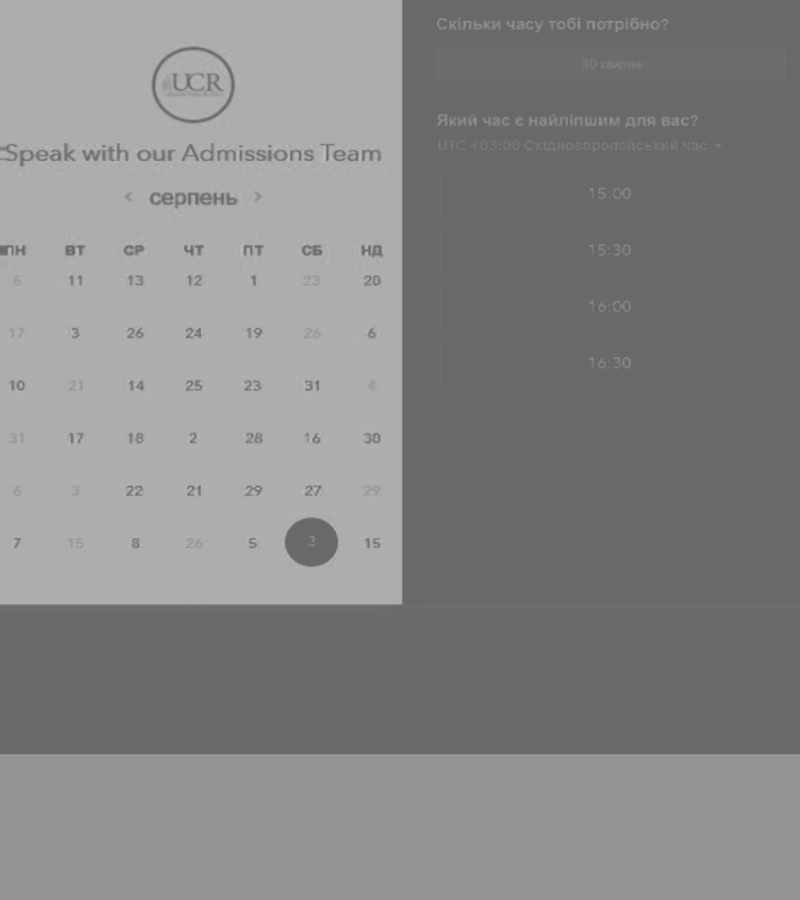 UCR
Speak with our Admissions Team
< серпень >
ПН ВТ СР ЧТ ПТ СБ НД
6 11 13 12 1 23 20
17 3 26 24 19 26 6
10 21 14 25 23 31 4
31 17 18 2 28 16 30
6 3 22 21 29 27 29
7 15 8 26 5 3 15
Скільки часу тобі потрібно?
30 хвилин
Який час є найліпшим для вас?
UTC +03:00 Східноєвропейський час
15:00
15:30
16:00
16:30